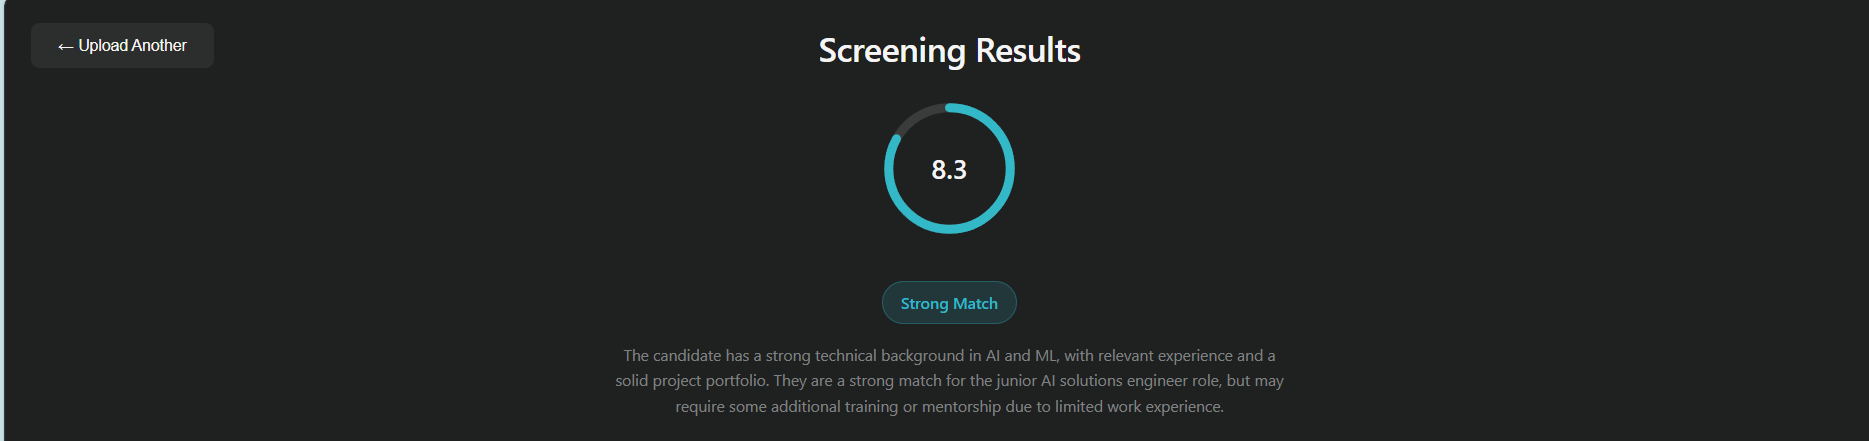 ← Upload Another
Screening Results
8.3
Strong Match
The candidate has a strong technical background in AI and ML, with relevant experience and a
solid project portfolio. They are a strong match for the junior AI solutions engineer role, but may
require some additional training or mentorship due to limited work experience.